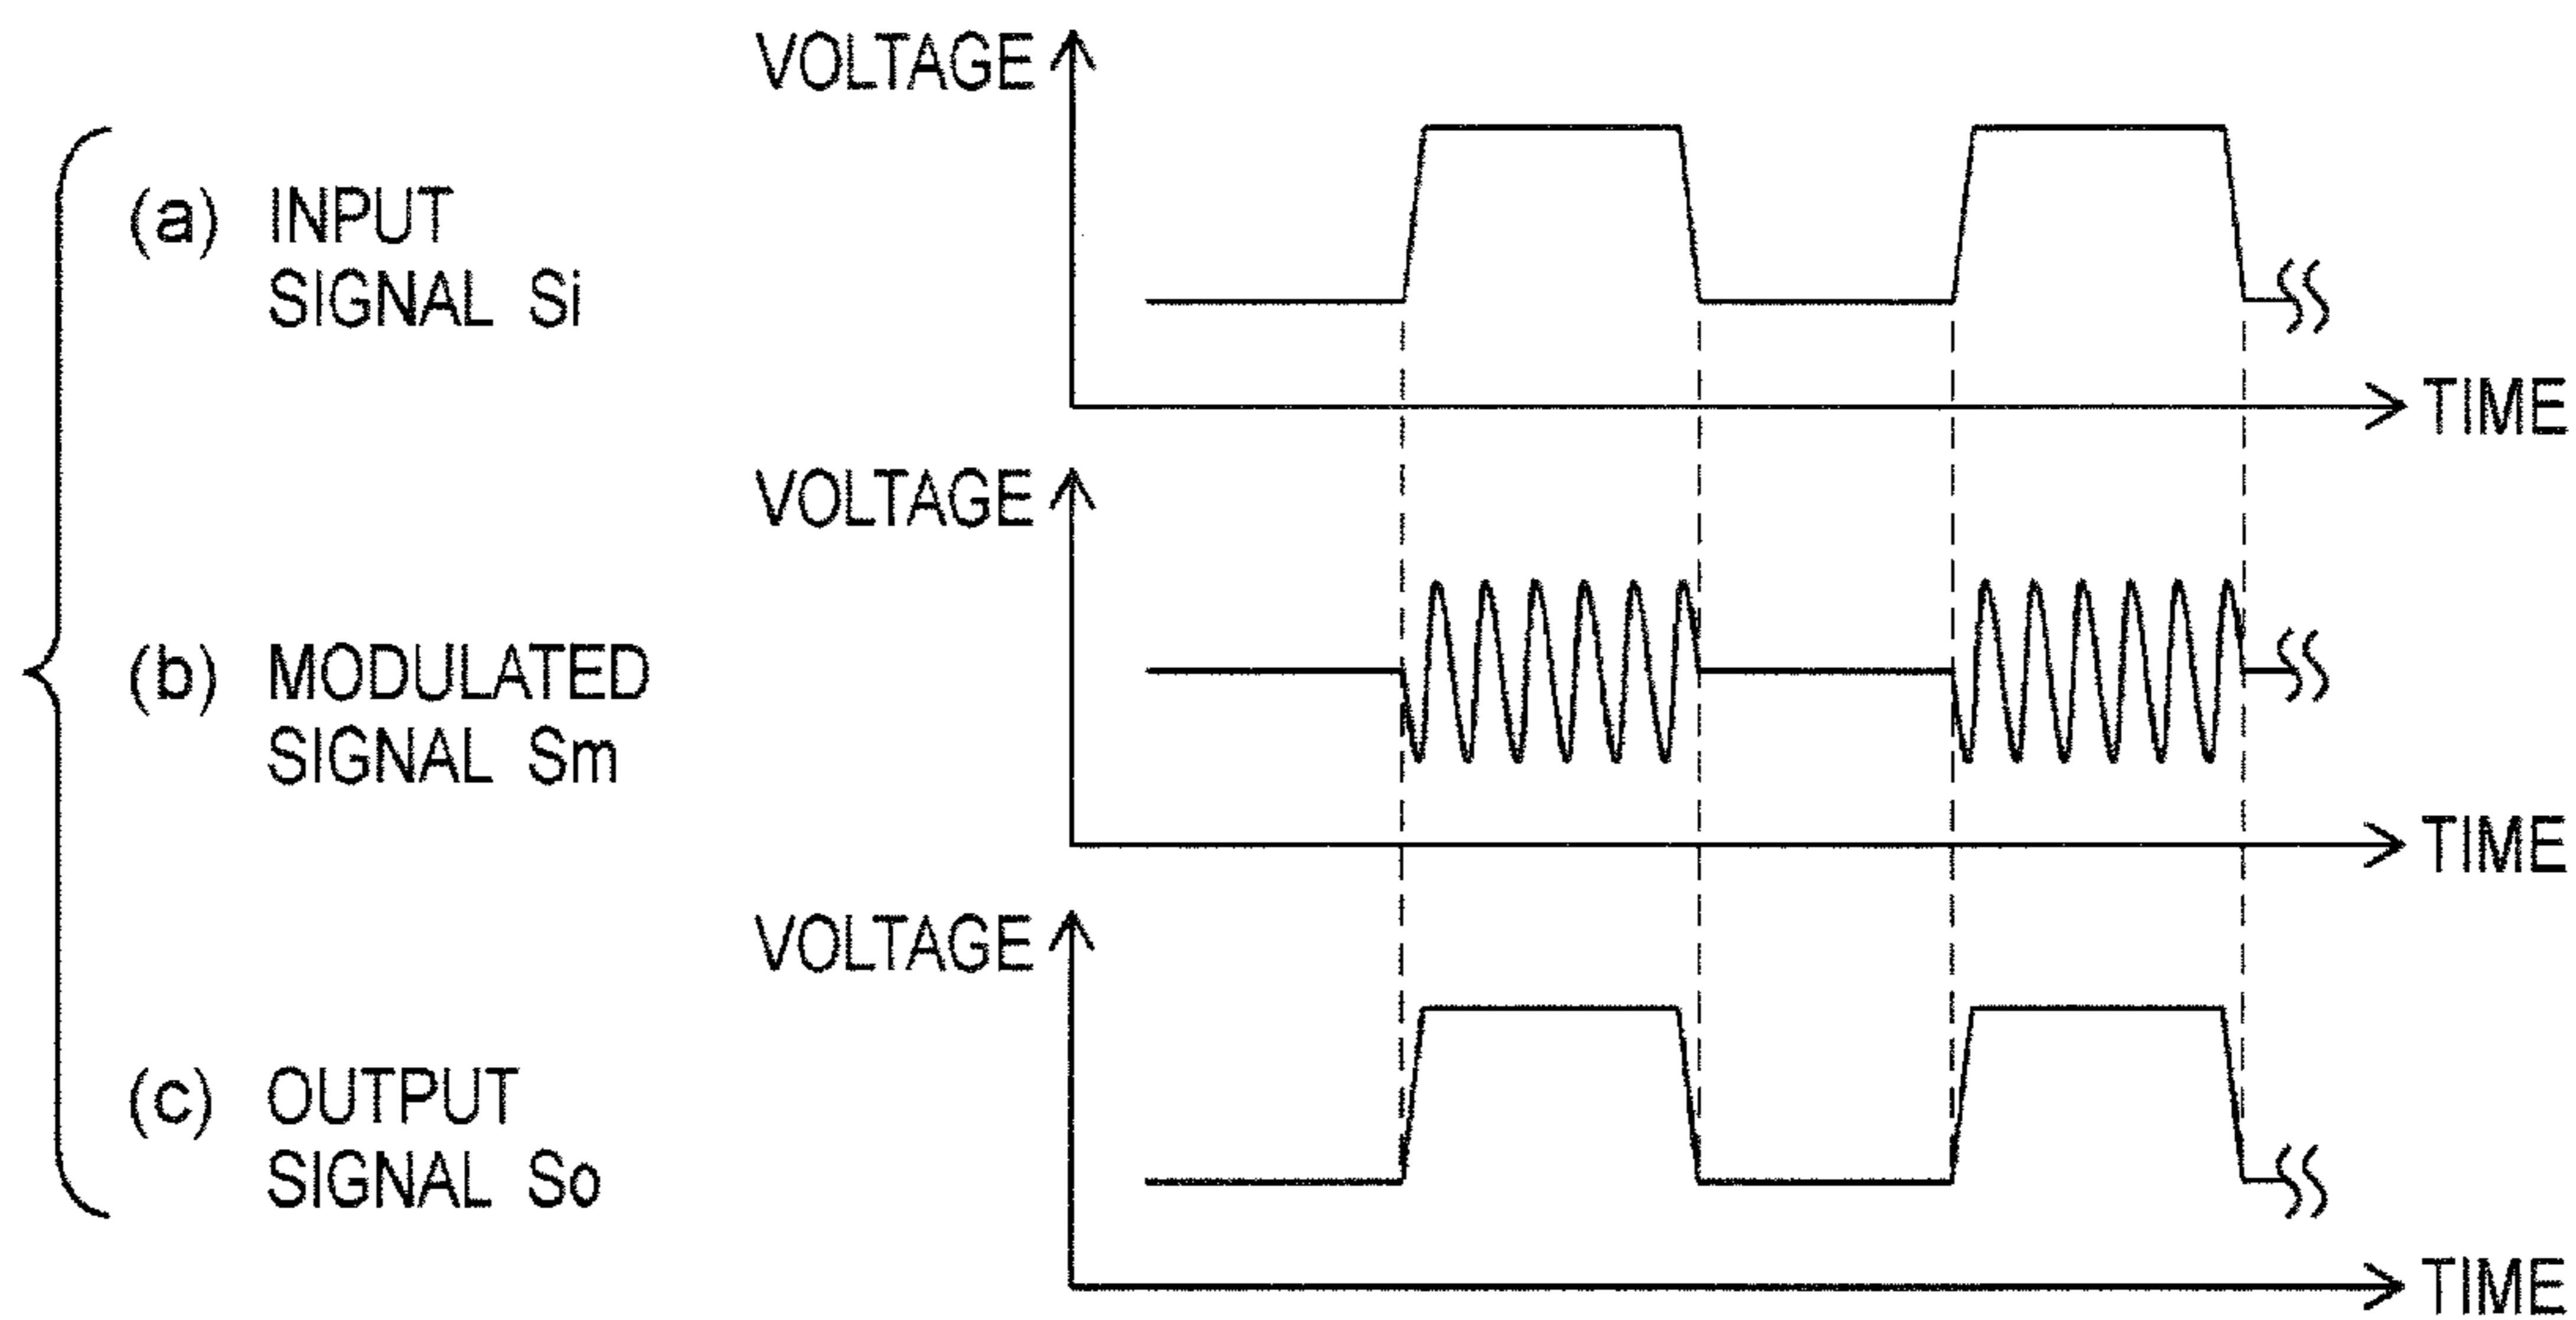 VOLTAGE
(a) INPUT
SIGNAL Si
TIME
VOLTAGE
(b) MODULATED
SIGNAL Sm
TIME
VOLTAGE
(c) OUTPUT
SIGNAL So
TIME